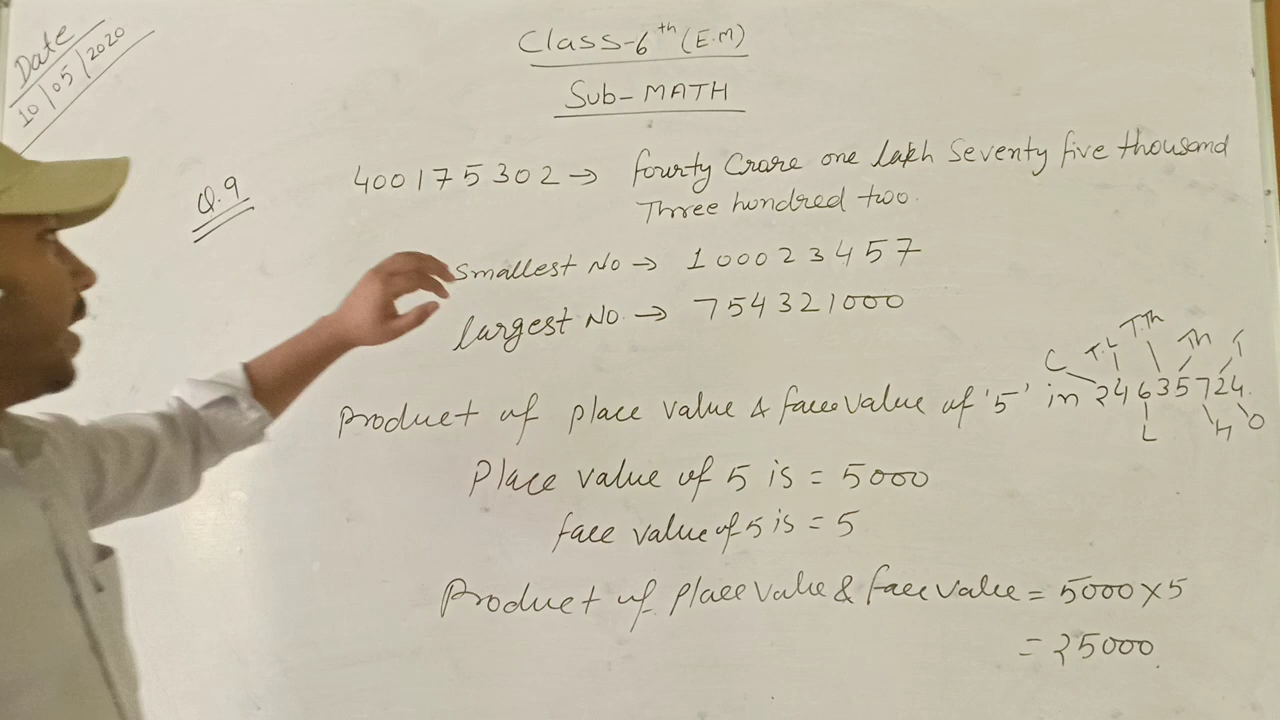 Date
10/05/2020
Class-6th (E.M)
Sub-MATH
Q.9
400175302 → fourty Crore one lakh Seventy five thousand
Three hundred two.
Smallest No → 100023457
largest No. → 754321000
C T.L T.Th Th T
Product of place value & face value of '5' in 24635724.
L H O
Place value of 5 is = 5000
face value of 5 is = 5
Product of place value & face value = 5000×5
= 25000.